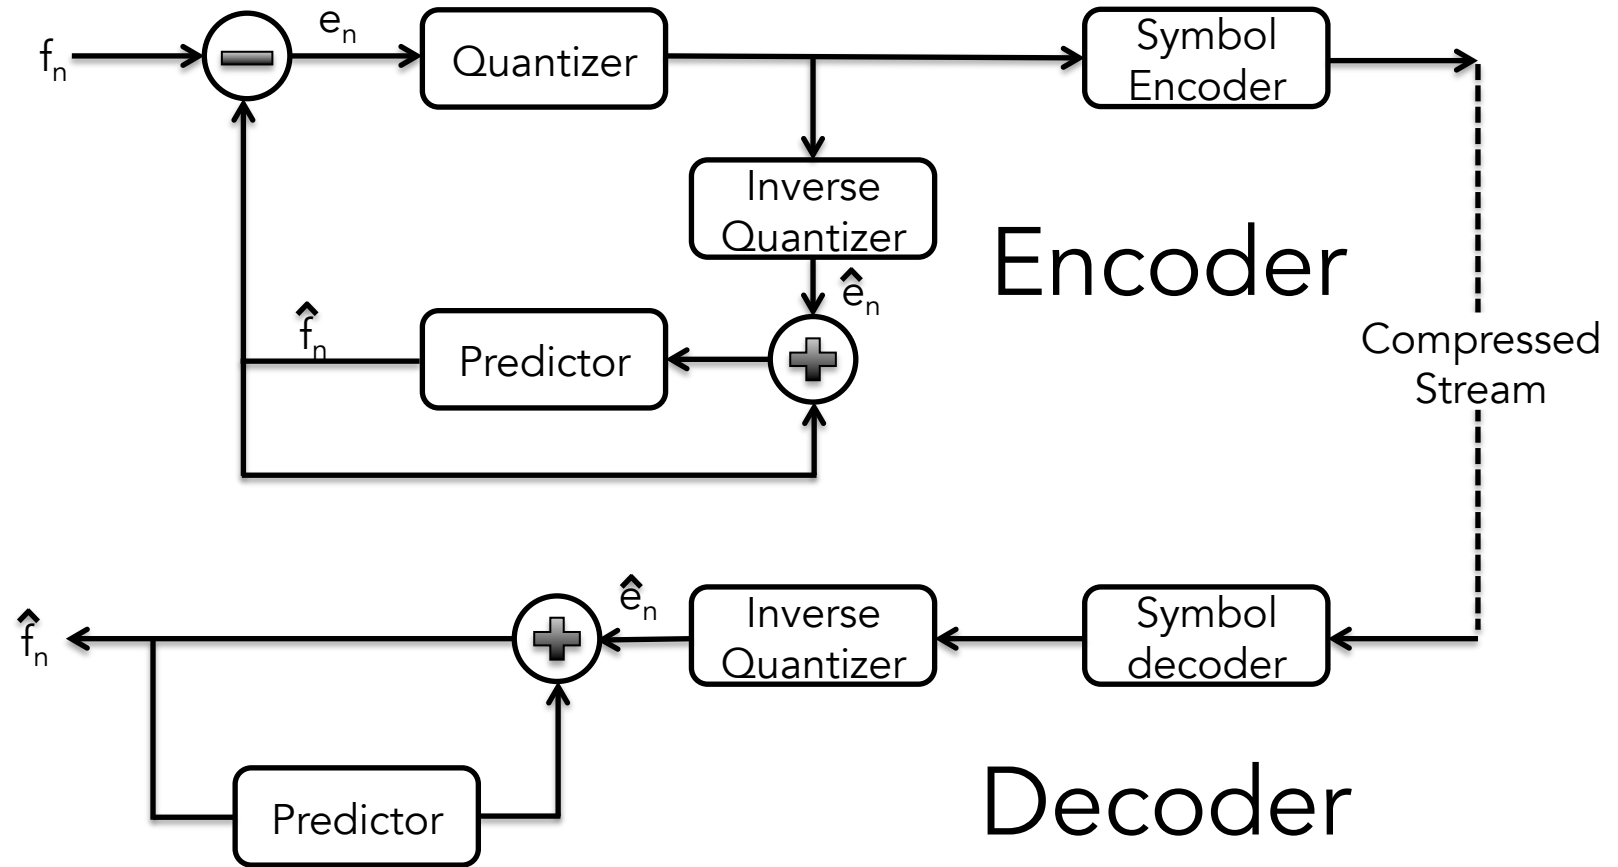 fₙ
eₙ
Quantizer
Symbol
Encoder
Inverse
Quantizer
Encoder
êₙ
f̂ₙ
Predictor
Compressed
Stream
f̂ₙ
êₙ
Inverse
Quantizer
Symbol
decoder
Predictor
Decoder